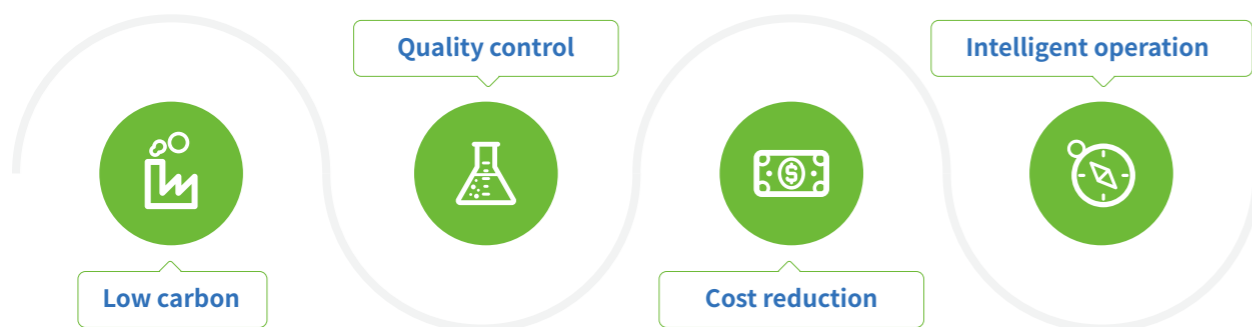 Low carbon
Quality control
Cost reduction
Intelligent operation